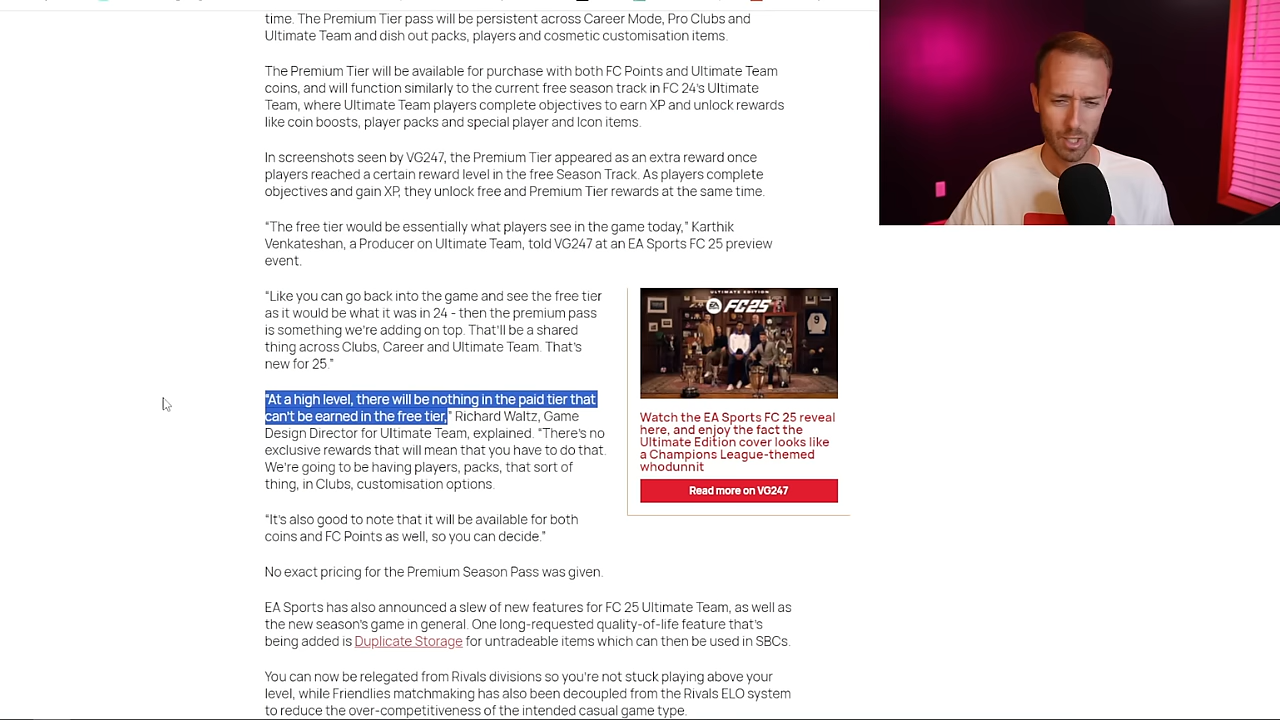 time. The Premium Tier pass will be persistent across Career Mode, Pro Clubs and
Ultimate Team and dish out packs, players and cosmetic customisation items.
The Premium Tier will be available for purchase with both FC Points and Ultimate Team
coins, and will function similarly to the current free season track in FC 24's Ultimate
Team, where Ultimate Team players complete objectives to earn XP and unlock rewards
like coin boosts, player packs and special player and Icon items.
In screenshots seen by VG247, the Premium Tier appeared as an extra reward once
players reached a certain reward level in the free Season Track. As players complete
objectives and gain XP, they unlock free and Premium Tier rewards at the same time.
“The free tier would be essentially what players see in the game today,” Karthik
Venkateshan, a Producer on Ultimate Team, told VG247 at an EA Sports FC 25 preview
event.
“Like you can go back into the game and see the free tier
as it would be what it was in 24 - then the premium pass
is something we're adding on top. That'll be a shared
thing across Clubs, Career and Ultimate Team. That's
new for 25.”
“At a high level, there will be nothing in the paid tier that
can't be earned in the free tier,” Richard Waltz, Game
Design Director for Ultimate Team, explained. “There's no
exclusive rewards that will mean that you have to do that.
We're going to be having players, packs, that sort of
thing, in Clubs, customisation options.
“It's also good to note that it will be available for both
coins and FC Points as well, so you can decide.”
ULTIMATE EDITION
FC25
9
Watch the EA Sports FC 25 reveal
here, and enjoy the fact the
Ultimate Edition cover looks like
a Champions League-themed
whodunnit
Read more on VG247
No exact pricing for the Premium Season Pass was given.
EA Sports has also announced a slew of new features for FC 25 Ultimate Team, as well as
the new season's game in general. One long-requested quality-of-life feature that's
being added is Duplicate Storage for untradeable items which can then be used in SBCs.
You can now be relegated from Rivals divisions so you're not stuck playing above your
level, while Friendlies matchmaking has also been decoupled from the Rivals ELO system
to reduce the over-competitiveness of the intended casual game type.